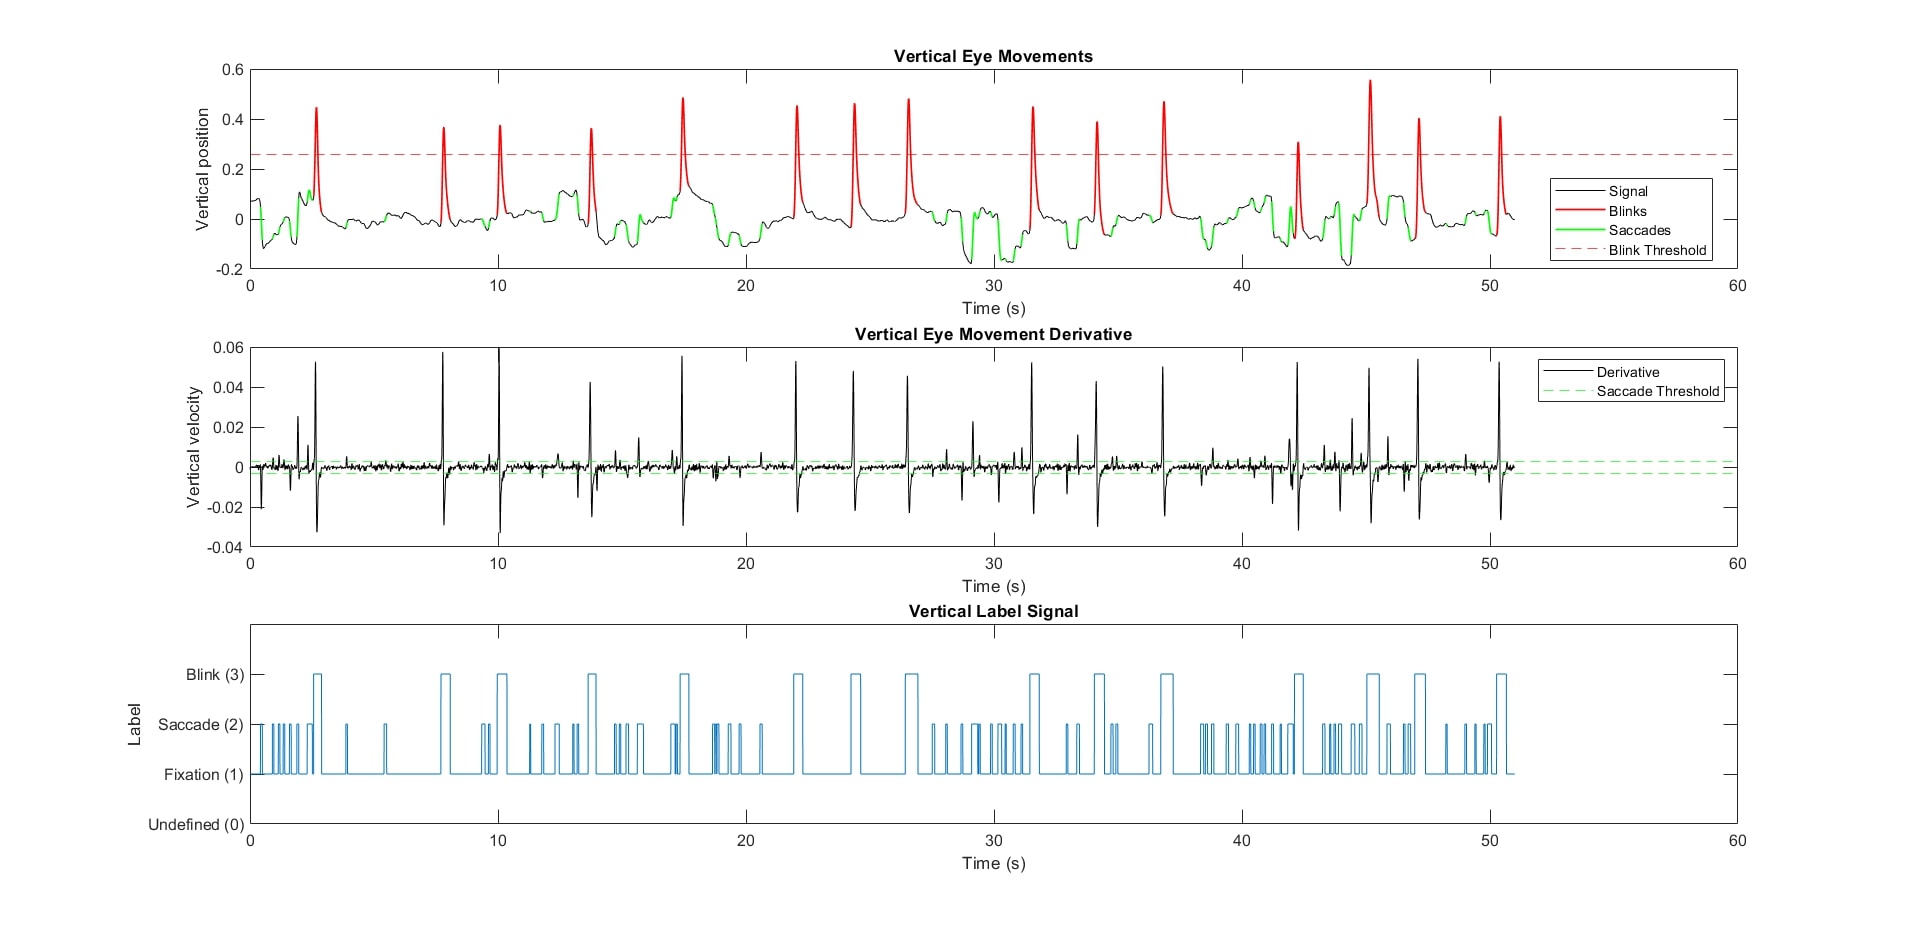 Vertical Eye Movements
0.6
0.4
0.2
0
-0.2
Vertical position
0 10 20 30 40 50 60
Time (s)
Signal
Blinks
Saccades
Blink Threshold
Vertical Eye Movement Derivative
0.06
0.04
0.02
0
-0.02
-0.04
Vertical velocity
0 10 20 30 40 50 60
Time (s)
Derivative
Saccade Threshold
Vertical Label Signal
Blink (3)
Saccade (2)
Fixation (1)
Undefined (0)
Label
0 10 20 30 40 50 60
Time (s)